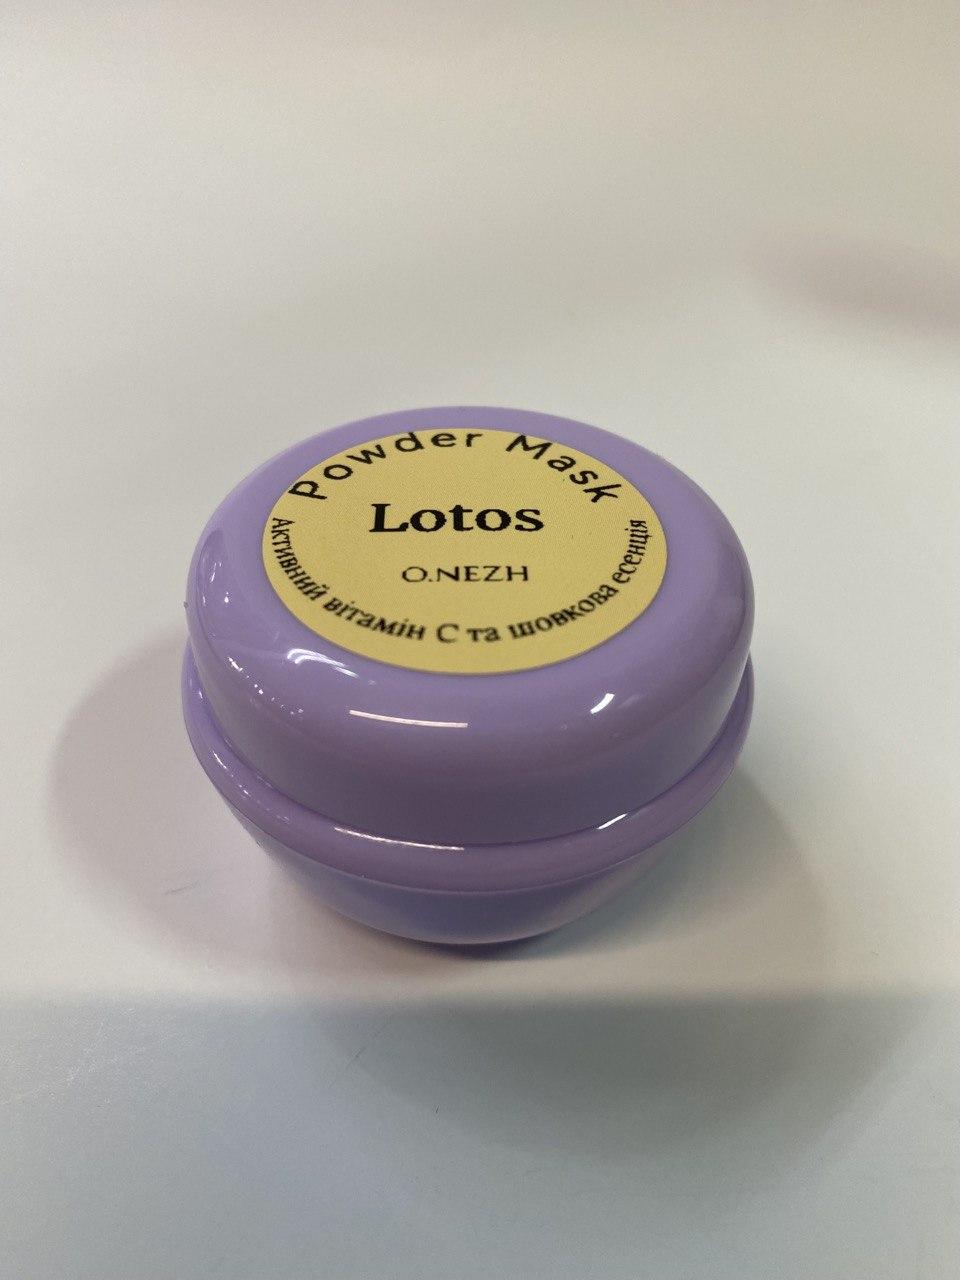 Powder Mask
Lotos
O.NEZH
Активний вітамін С та шовкова есенція